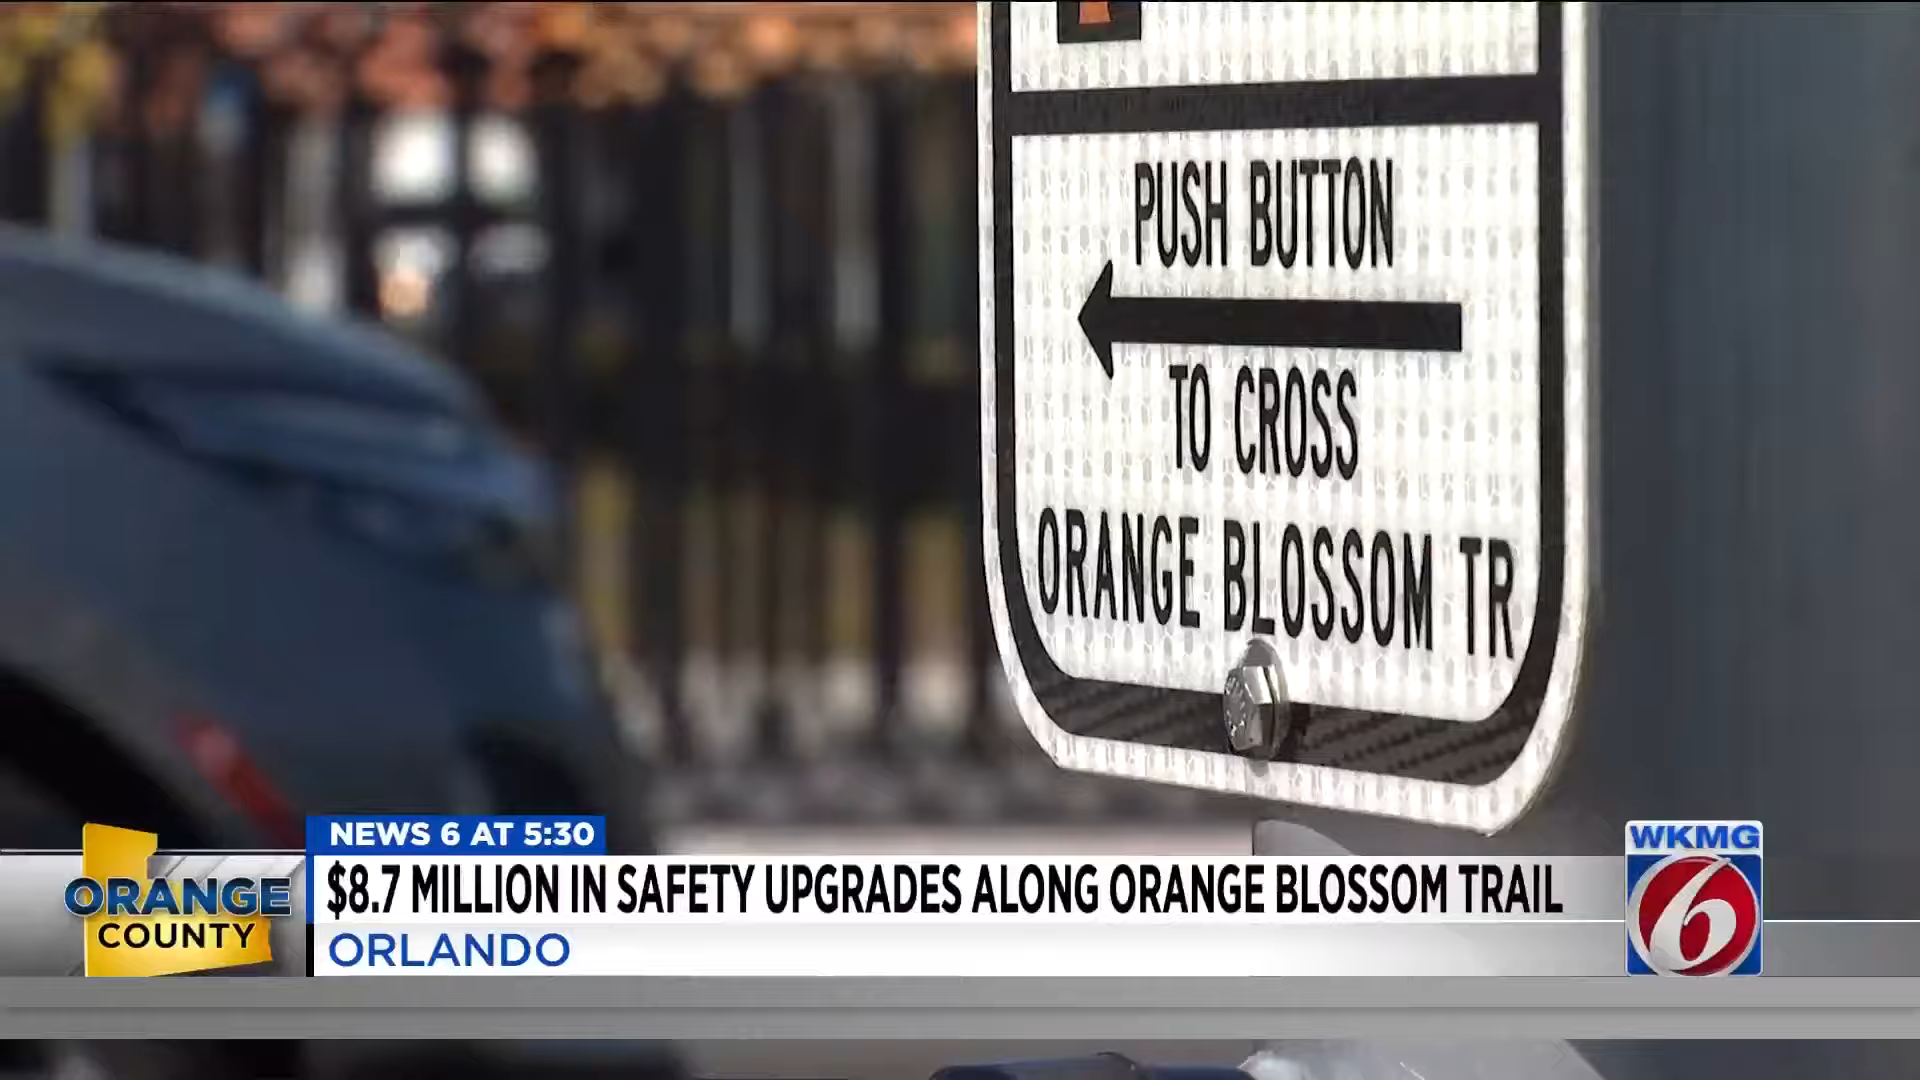 PUSH BUTTON
TO CROSS
ORANGE BLOSSOM TR
NEWS 6 AT 5:30
$8.7 MILLION IN SAFETY UPGRADES ALONG ORANGE BLOSSOM TRAIL
ORLANDO
ORANGE
COUNTY
WKMG
6